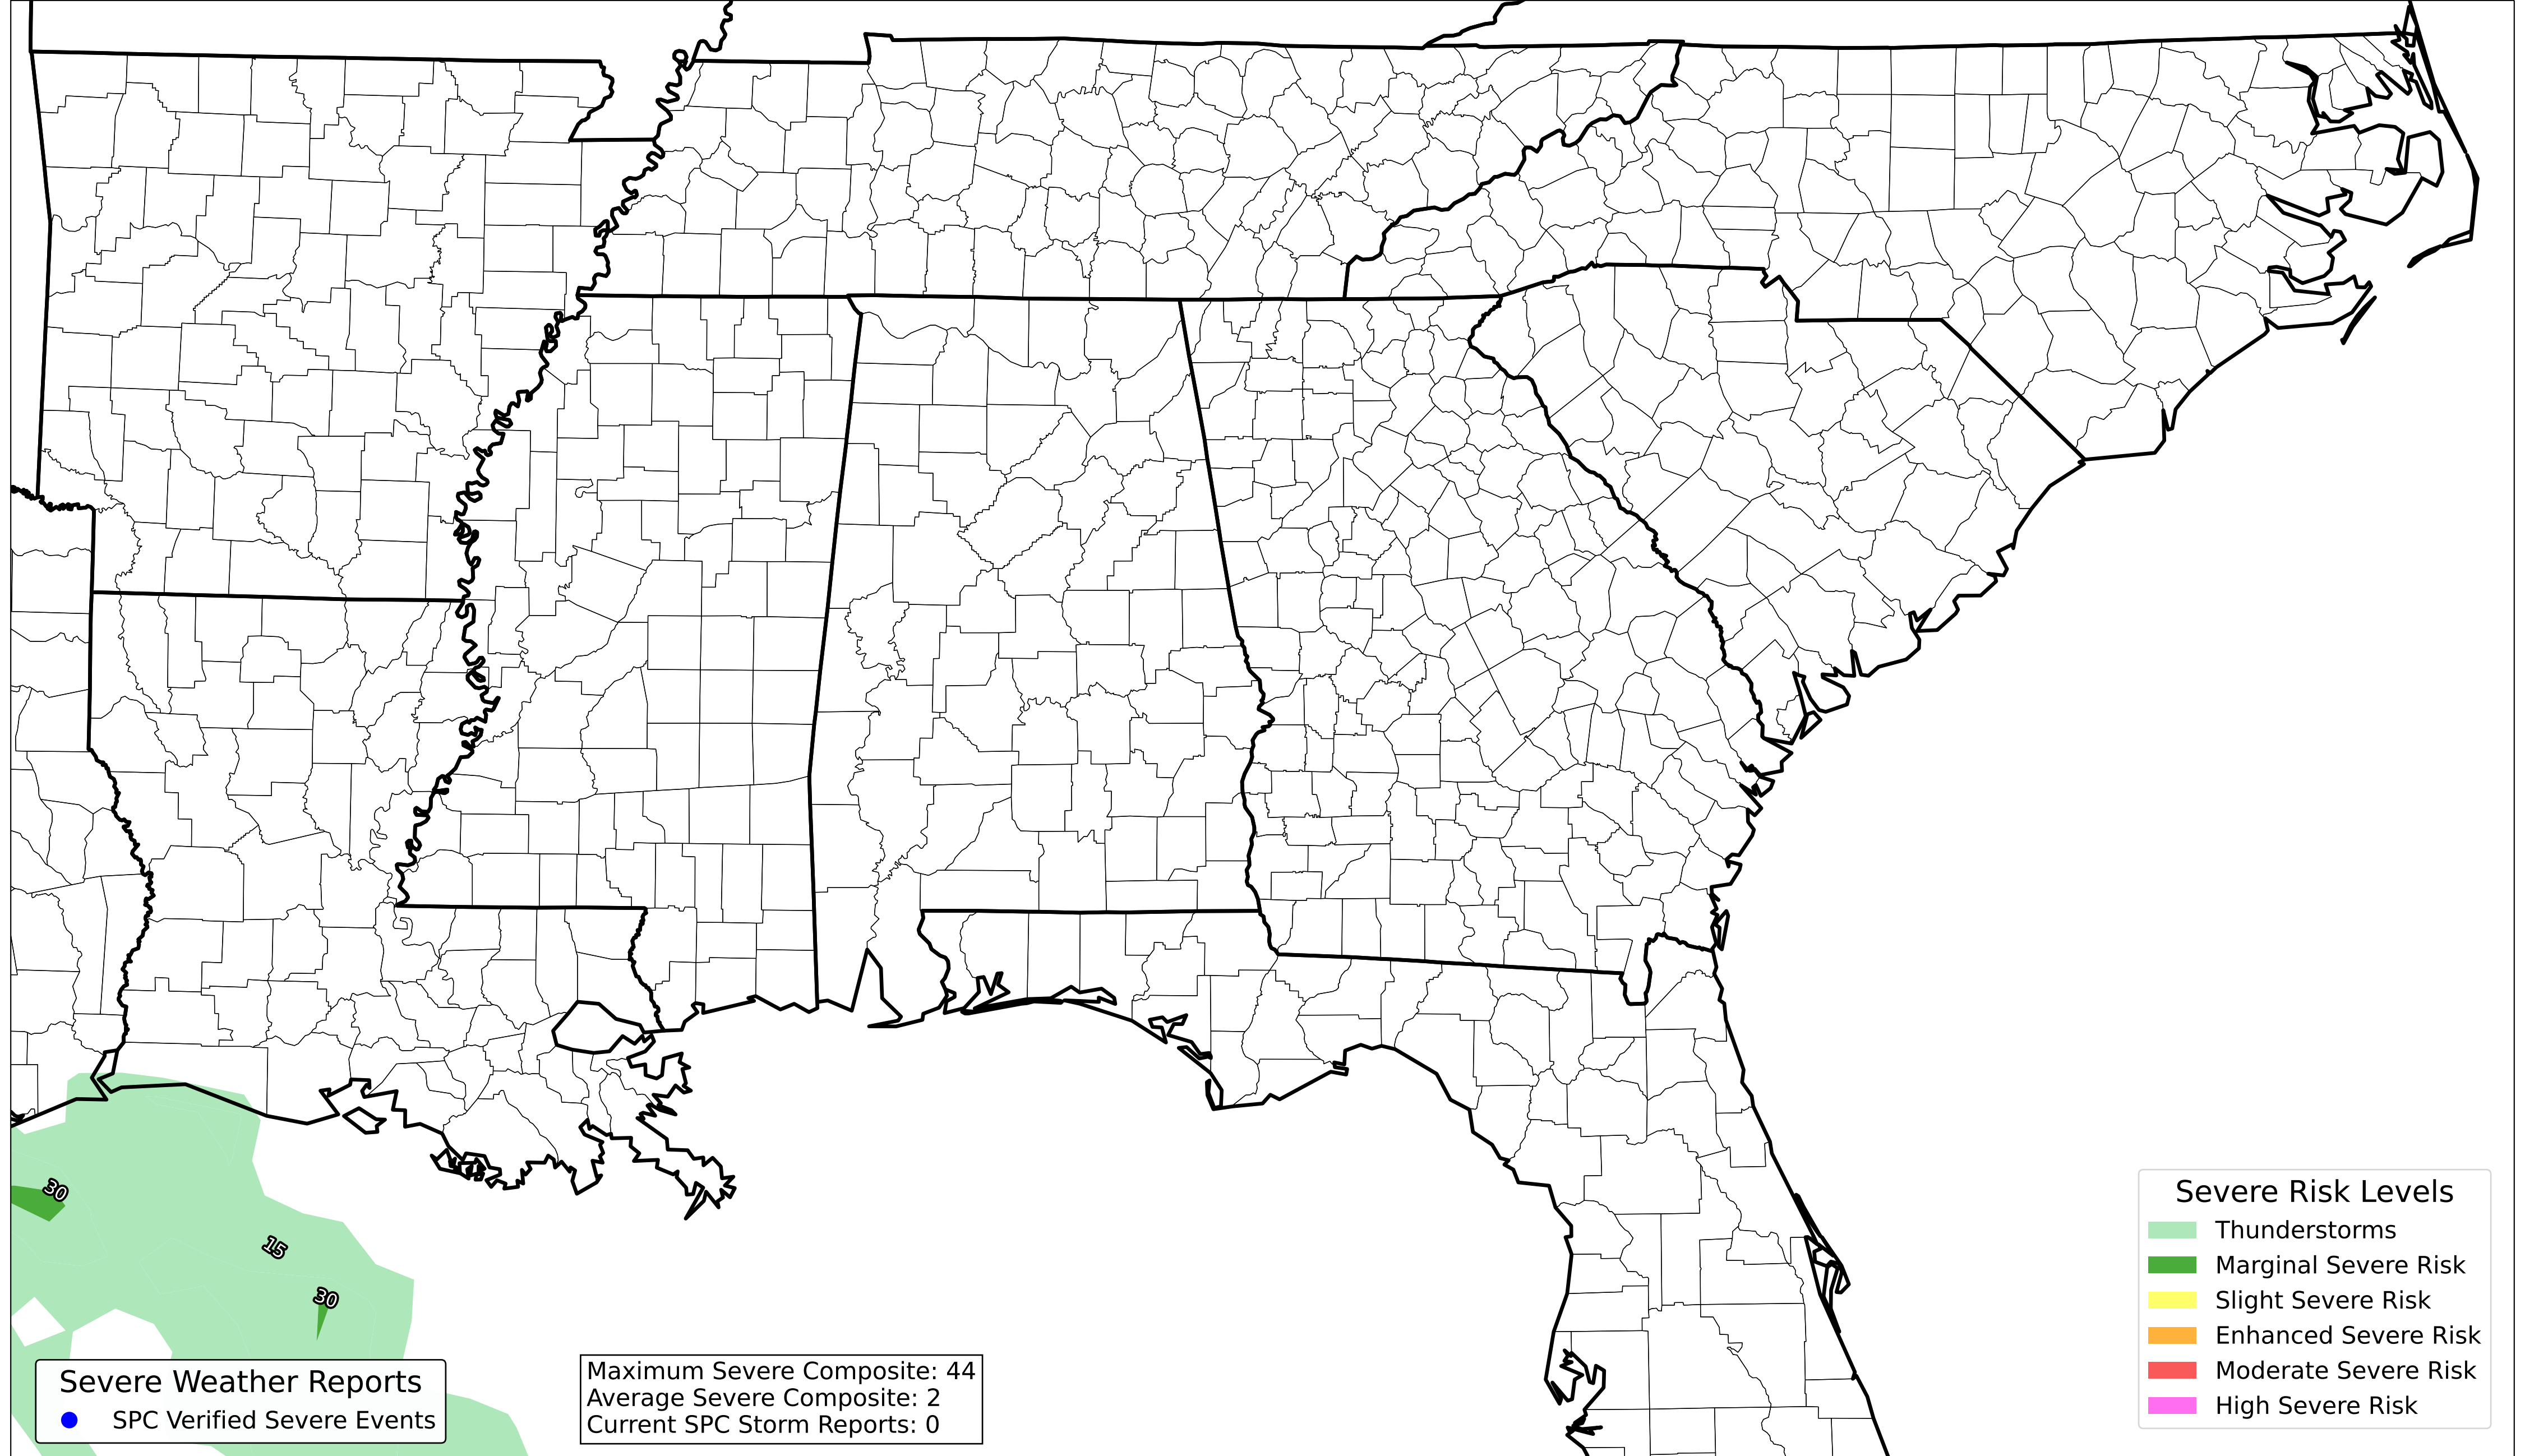 30
15
30
Severe Weather Reports
SPC Verified Severe Events
Maximum Severe Composite: 44
Average Severe Composite: 2
Current SPC Storm Reports: 0
Severe Risk Levels
Thunderstorms
Marginal Severe Risk
Slight Severe Risk
Enhanced Severe Risk
Moderate Severe Risk
High Severe Risk